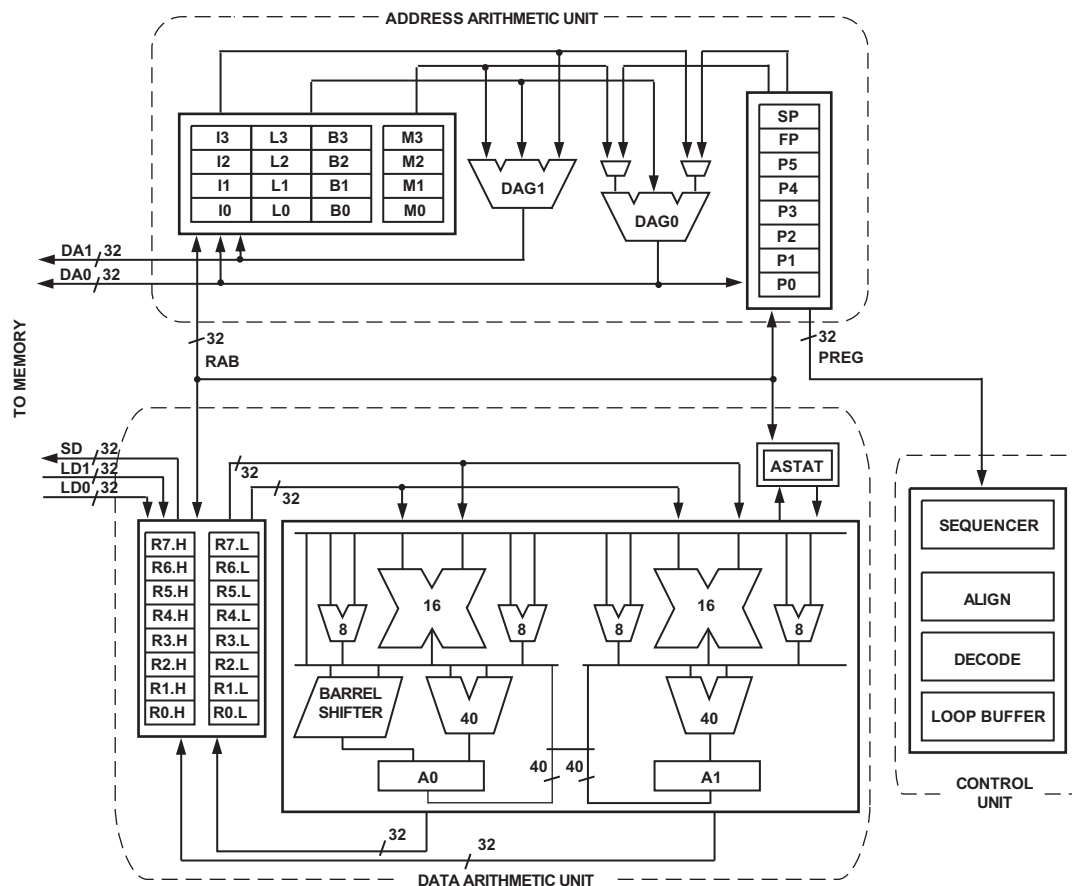 ADDRESS ARITHMETIC UNIT
I3 L3 B3 M3
I2 L2 B2 M2
I1 L1 B1 M1
I0 L0 B0 M0
DAG1
DAG0
SP
FP
P5
P4
P3
P2
P1
P0
DA1 32
DA0 32
TO MEMORY
32
RAB
32
PREG
SD 32
LD1 32
LD0 32
32
32
ASTAT
R7.H R7.L
R6.H R6.L
R5.H R5.L
R4.H R4.L
R3.H R3.L
R2.H R2.L
R1.H R1.L
R0.H R0.L
8 16 8 8 16 8
BARREL
SHIFTER
40
40
40 40
A0
A1
32
32
DATA ARITHMETIC UNIT
SEQUENCER
ALIGN
DECODE
LOOP BUFFER
CONTROL
UNIT